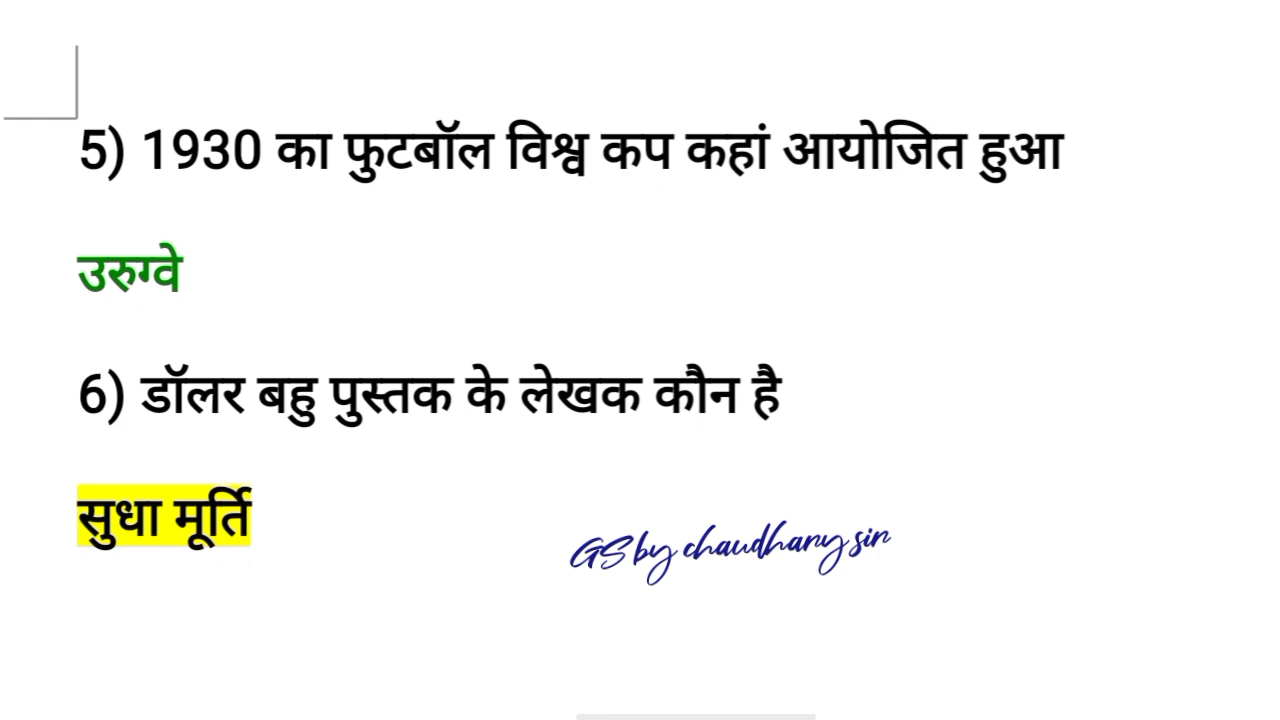 5) 1930 का फुटबॉल विश्व कप कहां आयोजित हुआ
उरुग्वे
6) डॉलर बहु पुस्तक के लेखक कौन है
सुधा मूर्ति
GS by chaudhary sir